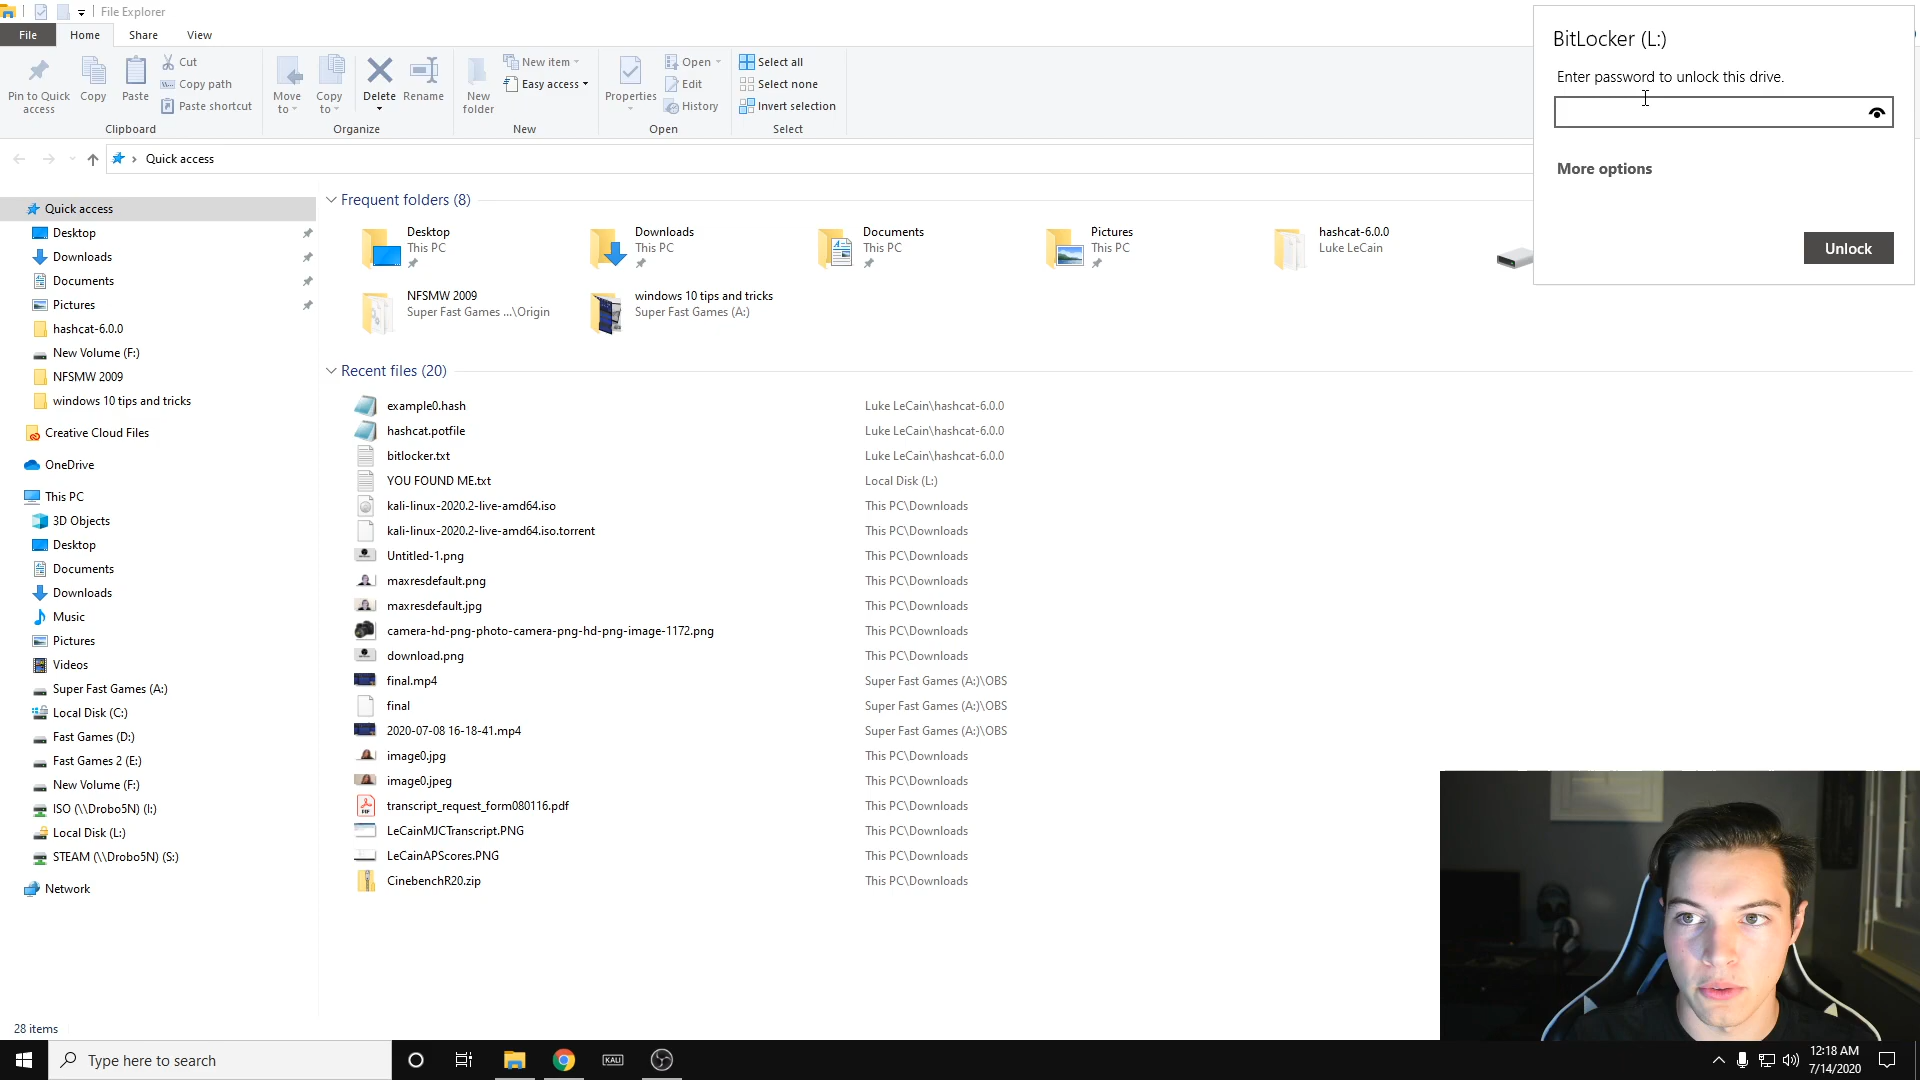 File Explorer
File
Home
Share
View
Pin to Quick access
Copy
Paste
Cut
Copy path
Paste shortcut
Clipboard
Move to
Copy to
Delete
Rename
Organize
New folder
New item
Easy access
New
Properties
Open
Edit
History
Open
Select all
Select none
Invert selection
Select
Quick access
BitLocker (L:)
Enter password to unlock this drive.
More options
Unlock
Quick access
Desktop
Downloads
Documents
Pictures
hashcat-6.0.0
New Volume (F:)
NFSMW 2009
windows 10 tips and tricks
Creative Cloud Files
OneDrive
This PC
3D Objects
Desktop
Documents
Downloads
Music
Pictures
Videos
Super Fast Games (A:)
Local Disk (C:)
Fast Games (D:)
Fast Games 2 (E:)
New Volume (F:)
ISO (\\Drobo5N) (I:)
Local Disk (L:)
STEAM (\\Drobo5N) (S:)
Network
Frequent folders (8)
Desktop
This PC
Downloads
This PC
Documents
This PC
Pictures
This PC
hashcat-6.0.0
Luke LeCain
NFSMW 2009
Super Fast Games ...\Origin
windows 10 tips and tricks
Super Fast Games (A:)
Recent files (20)
example0.hash Luke LeCain\hashcat-6.0.0
hashcat.potfile Luke LeCain\hashcat-6.0.0
bitlocker.txt Luke LeCain\hashcat-6.0.0
YOU FOUND ME.txt Local Disk (L:)
kali-linux-2020.2-live-amd64.iso This PC\Downloads
kali-linux-2020.2-live-amd64.iso.torrent This PC\Downloads
Untitled-1.png This PC\Downloads
maxresdefault.png This PC\Downloads
maxresdefault.jpg This PC\Downloads
camera-hd-png-photo-camera-png-hd-png-image-1172.png This PC\Downloads
download.png This PC\Downloads
final.mp4 Super Fast Games (A:)\OBS
final Super Fast Games (A:)\OBS
2020-07-08 16-18-41.mp4 Super Fast Games (A:)\OBS
image0.jpg This PC\Downloads
image0.jpeg This PC\Downloads
transcript_request_form080116.pdf This PC\Downloads
LeCainMJCTranscript.PNG This PC\Downloads
LeCainAPScores.PNG This PC\Downloads
CinebenchR20.zip This PC\Downloads
28 items
Type here to search
KALI
12:18 AM
7/14/2020